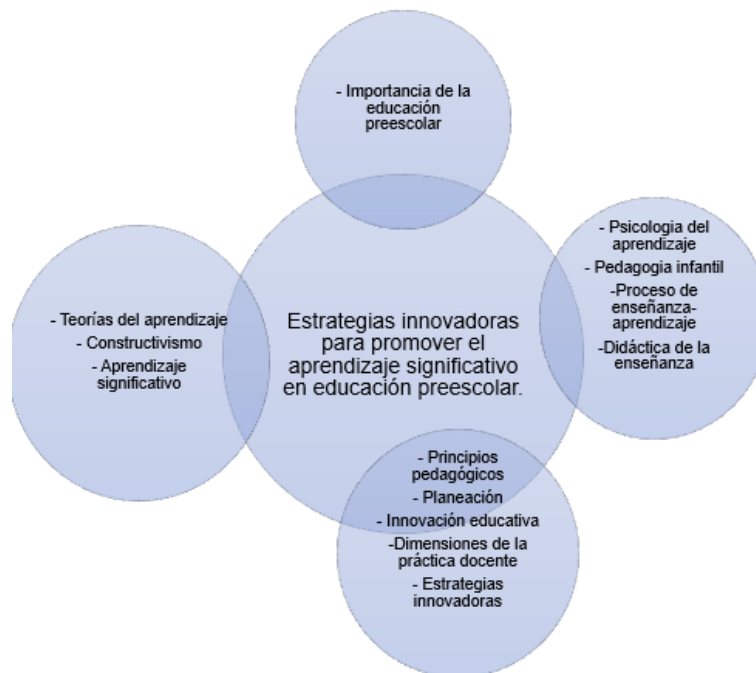 - Importancia de la
educación
preescolar
- Psicologia del
aprendizaje
- Pedagogia infantil
-Proceso de
enseñanza-
aprendizaje
-Didáctica de la
enseñanza
- Teorías del aprendizaje
- Constructivismo
- Aprendizaje
significativo
Estrategias innovadoras
para promover el
aprendizaje significativo
en educación preescolar.
- Principios
pedagógicos
- Planeación
- Innovación educativa
-Dimensiones de la
práctica docente
- Estrategias
innovadoras